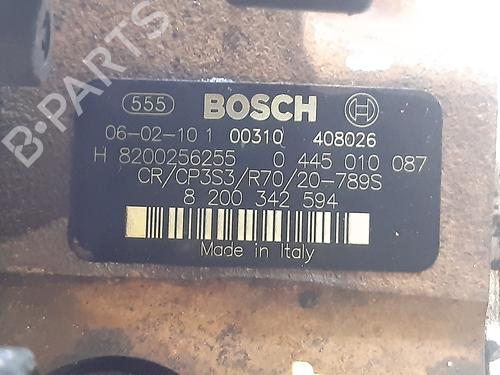 555 BOSCH
06-02-10 1 00310 408026
H 8200256255 0 445 010 087
CR/CP3S3/R70/20-789S
8 200 342 594
Made in Italy
B-PARTS